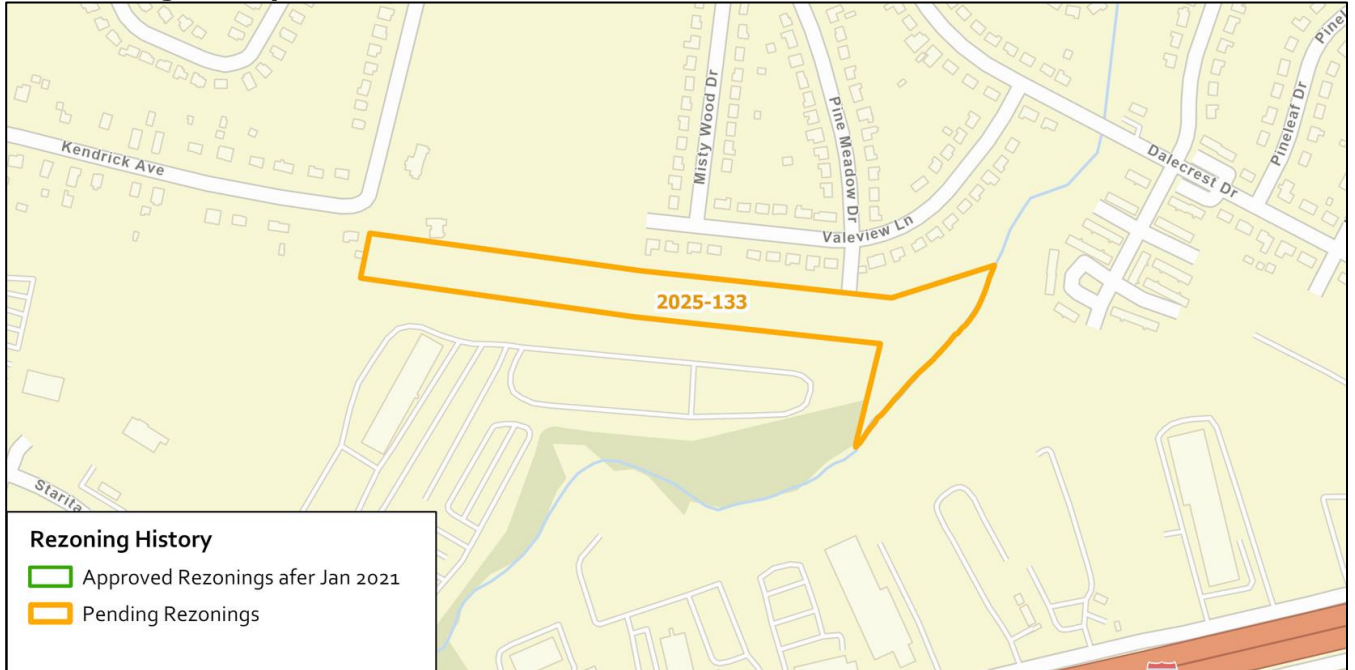 Kendrick Ave
Misty Wood Dr
Pine Meadow Dr
Valeview Ln
Dalecrest Dr
Pineleaf Dr
2025-133
Starita
Rezoning History
Approved Rezonings afer Jan 2021
Pending Rezonings